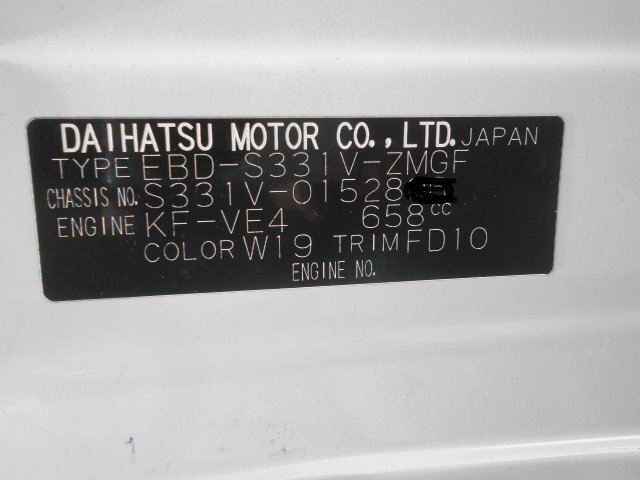 DAIHATSU MOTOR CO.,LTD. JAPAN
TYPE EBD-S331V-ZMGF
CHASSIS NO. S331V-01528
ENGINE KF-VE4 658cc
COLOR W19 TRIM FD10
ENGINE NO.